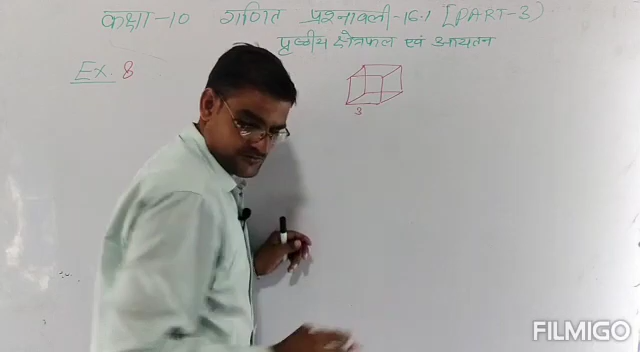 कक्षा-10 गणित प्रश्नावली-16.1 [PART-3)
पृष्ठीय क्षेत्रफल एवं आयतन
Ex. 8
3
FILMIGO